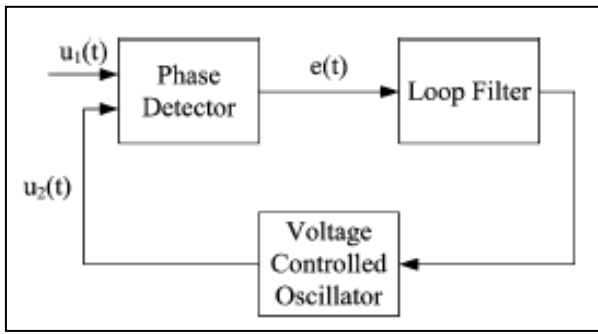 u₁(t)
Phase
Detector
e(t)
Loop Filter
u₂(t)
Voltage
Controlled
Oscillator